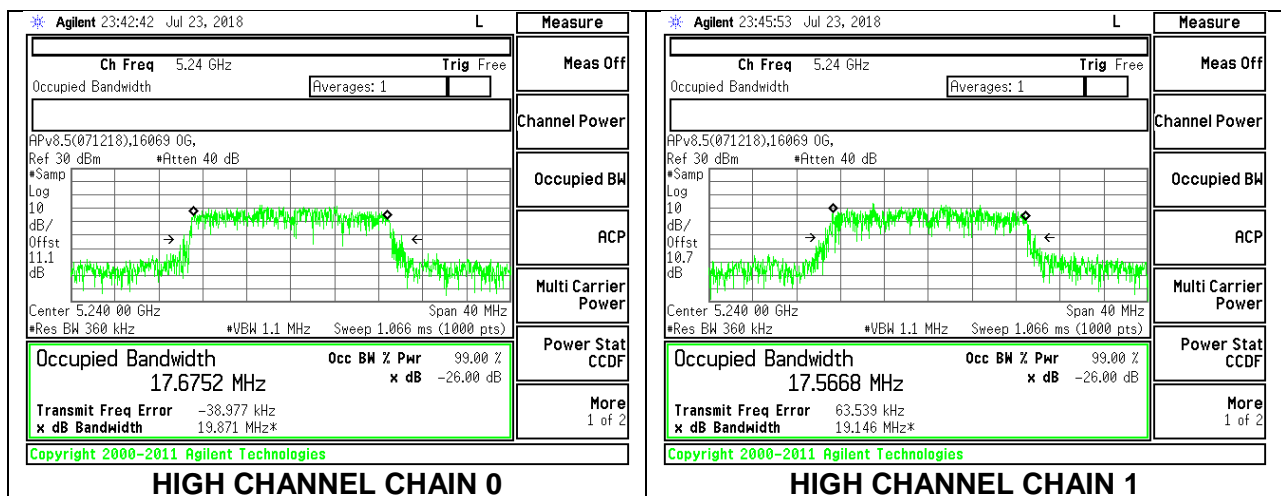 Agilent 23:42:42 Jul 23, 2018 L Measure
Ch Freq 5.24 GHz Trig Free
Occupied Bandwidth Averages: 1
APv8.5(071218),16069 OG,
Ref 30 dBm #Atten 40 dB
#Samp
Log
10
dB/
Offst
11.1
dB
Center 5.240 00 GHz Span 40 MHz
#Res BW 360 kHz #VBW 1.1 MHz Sweep 1.066 ms (1000 pts)
Occupied Bandwidth Occ BW % Pwr 99.00 %
17.6752 MHz x dB -26.00 dB
Transmit Freq Error -38.977 kHz
x dB Bandwidth 19.871 MHz*
Copyright 2000-2011 Agilent Technologies
Meas Off
Channel Power
Occupied BW
ACP
Multi Carrier
Power
Power Stat
CCDF
More
1 of 2
HIGH CHANNEL CHAIN 0
Agilent 23:45:53 Jul 23, 2018 L Measure
Ch Freq 5.24 GHz Trig Free
Occupied Bandwidth Averages: 1
APv8.5(071218),16069 OG,
Ref 30 dBm #Atten 40 dB
#Samp
Log
10
dB/
Offst
10.7
dB
Center 5.240 00 GHz Span 40 MHz
#Res BW 360 kHz #VBW 1.1 MHz Sweep 1.066 ms (1000 pts)
Occupied Bandwidth Occ BW % Pwr 99.00 %
17.5668 MHz x dB -26.00 dB
Transmit Freq Error 63.539 kHz
x dB Bandwidth 19.146 MHz*
Copyright 2000-2011 Agilent Technologies
Meas Off
Channel Power
Occupied BW
ACP
Multi Carrier
Power
Power Stat
CCDF
More
1 of 2
HIGH CHANNEL CHAIN 1